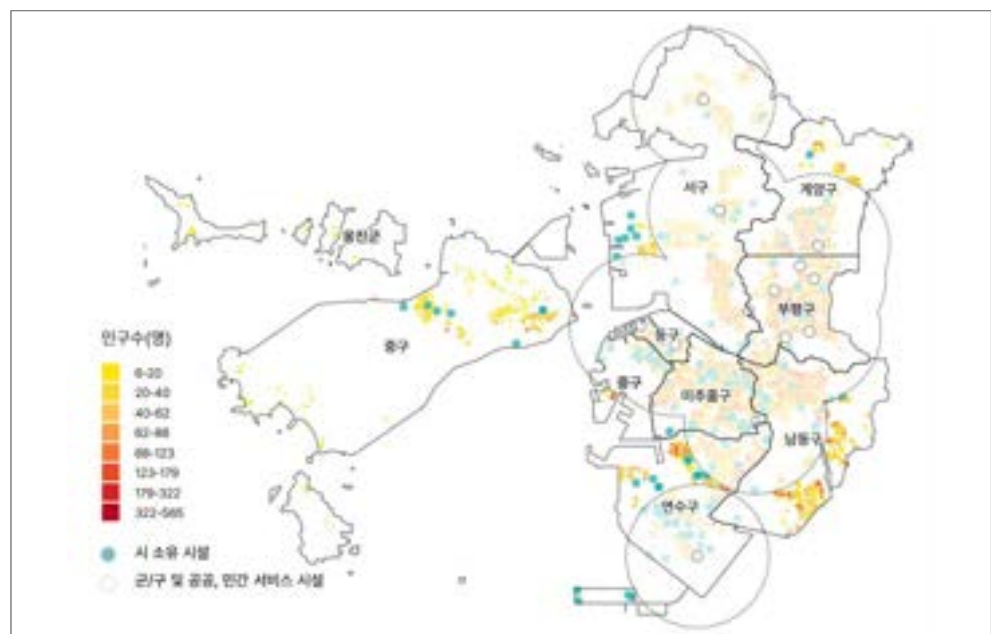 서구
계양구
옹진군
부평구
동구
중구
중구
미추홀구
남동구
연수구
인구수(명)
6-20
20-40
40-62
62-88
88-123
123-179
179-322
322-565
시 소유 시설
군/구 및 공공, 민간 서비스 시설